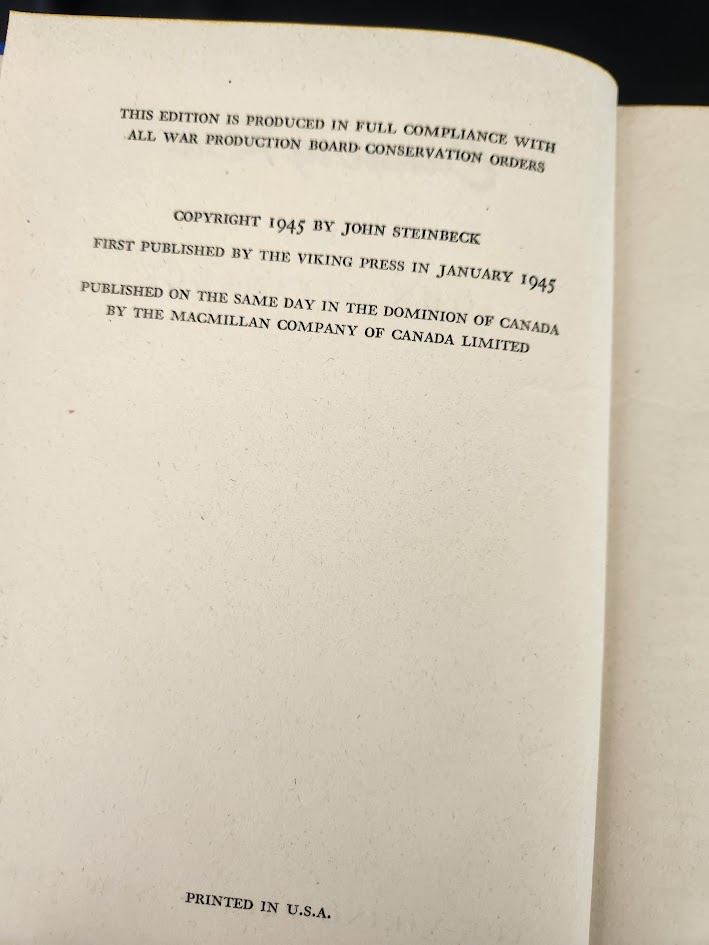 THIS EDITION IS PRODUCED IN FULL COMPLIANCE WITH
ALL WAR PRODUCTION BOARD CONSERVATION ORDERS
COPYRIGHT 1945 BY JOHN STEINBECK
FIRST PUBLISHED BY THE VIKING PRESS IN JANUARY 1945
PUBLISHED ON THE SAME DAY IN THE DOMINION OF CANADA
BY THE MACMILLAN COMPANY OF CANADA LIMITED
PRINTED IN U.S.A.